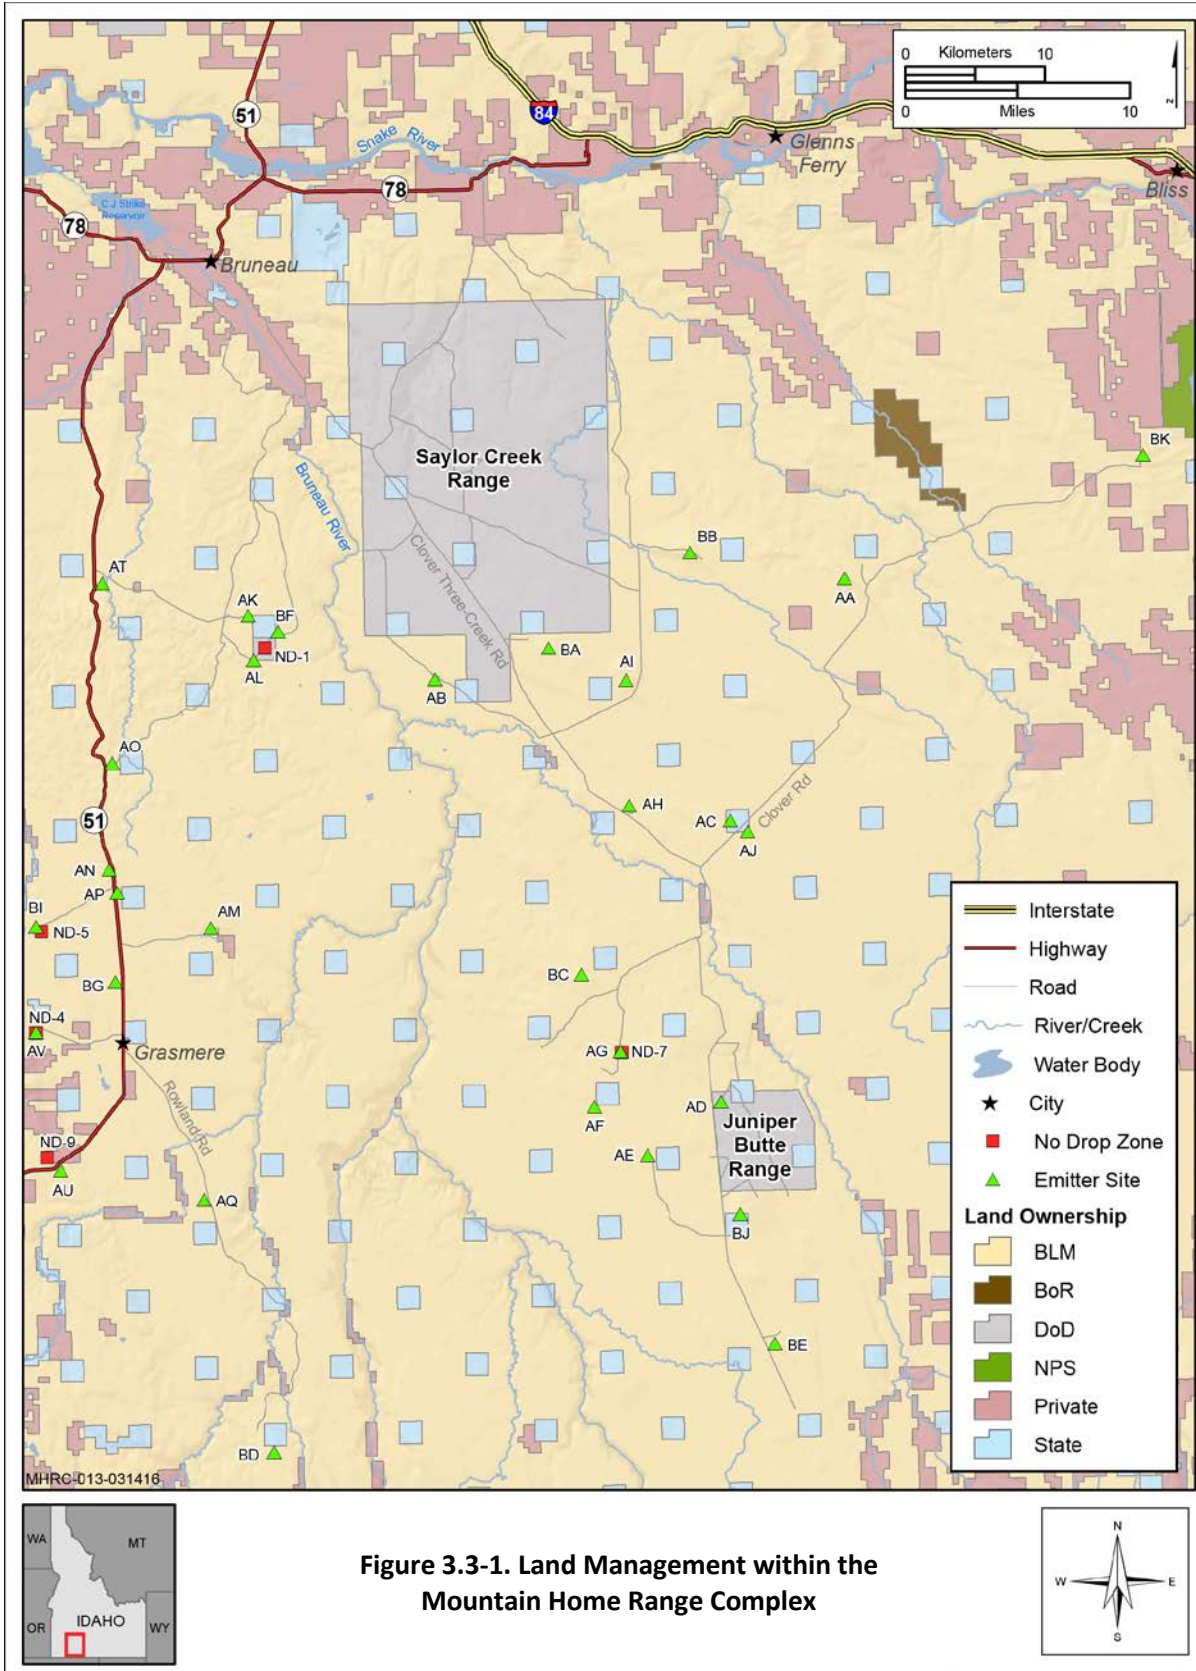 0 Kilometers 10
0 Miles 10
N
51
84
Snake River
Glenns
Ferry
Bliss
78
C J Strike
Reservoir
78
Bruneau
Saylor Creek
Range
BK
Bruneau River
Clover Three-Creek Rd
BB
AT
AA
AK
BF
ND-1
AL
BA
AI
AB
AO
AH
AC
AJ
Clover Rd
51
AN
AP
BI
ND-5
AM
BG
BC
ND-4
AV
Grasmere
AG
ND-7
Rowland Rd
AF
AD
Juniper
Butte
Range
ND-9
AU
AE
AQ
BJ
BE
BD
MHRC-013-031416
Interstate
Highway
Road
River/Creek
Water Body
City
No Drop Zone
Emitter Site
Land Ownership
BLM
BoR
DoD
NPS
Private
State
WA
MT
OR
IDAHO
WY
Figure 3.3-1. Land Management within the
Mountain Home Range Complex
N
W E
S